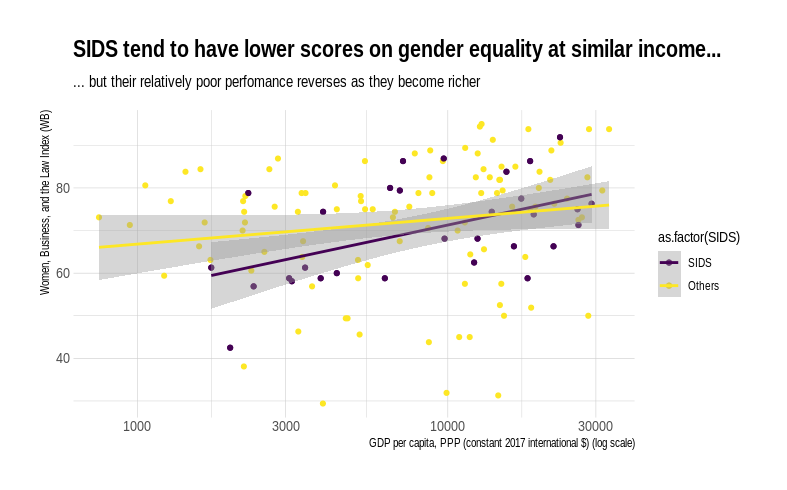 SIDS tend to have lower scores on gender equality at similar income...
... but their relatively poor perfomance reverses as they become richer
Women, Business, and the Law Index (WB)
80
60
40
1000
3000
10000
30000
GDP per capita, PPP (constant 2017 international $) (log scale)
as.factor(SIDS)
SIDS
Others